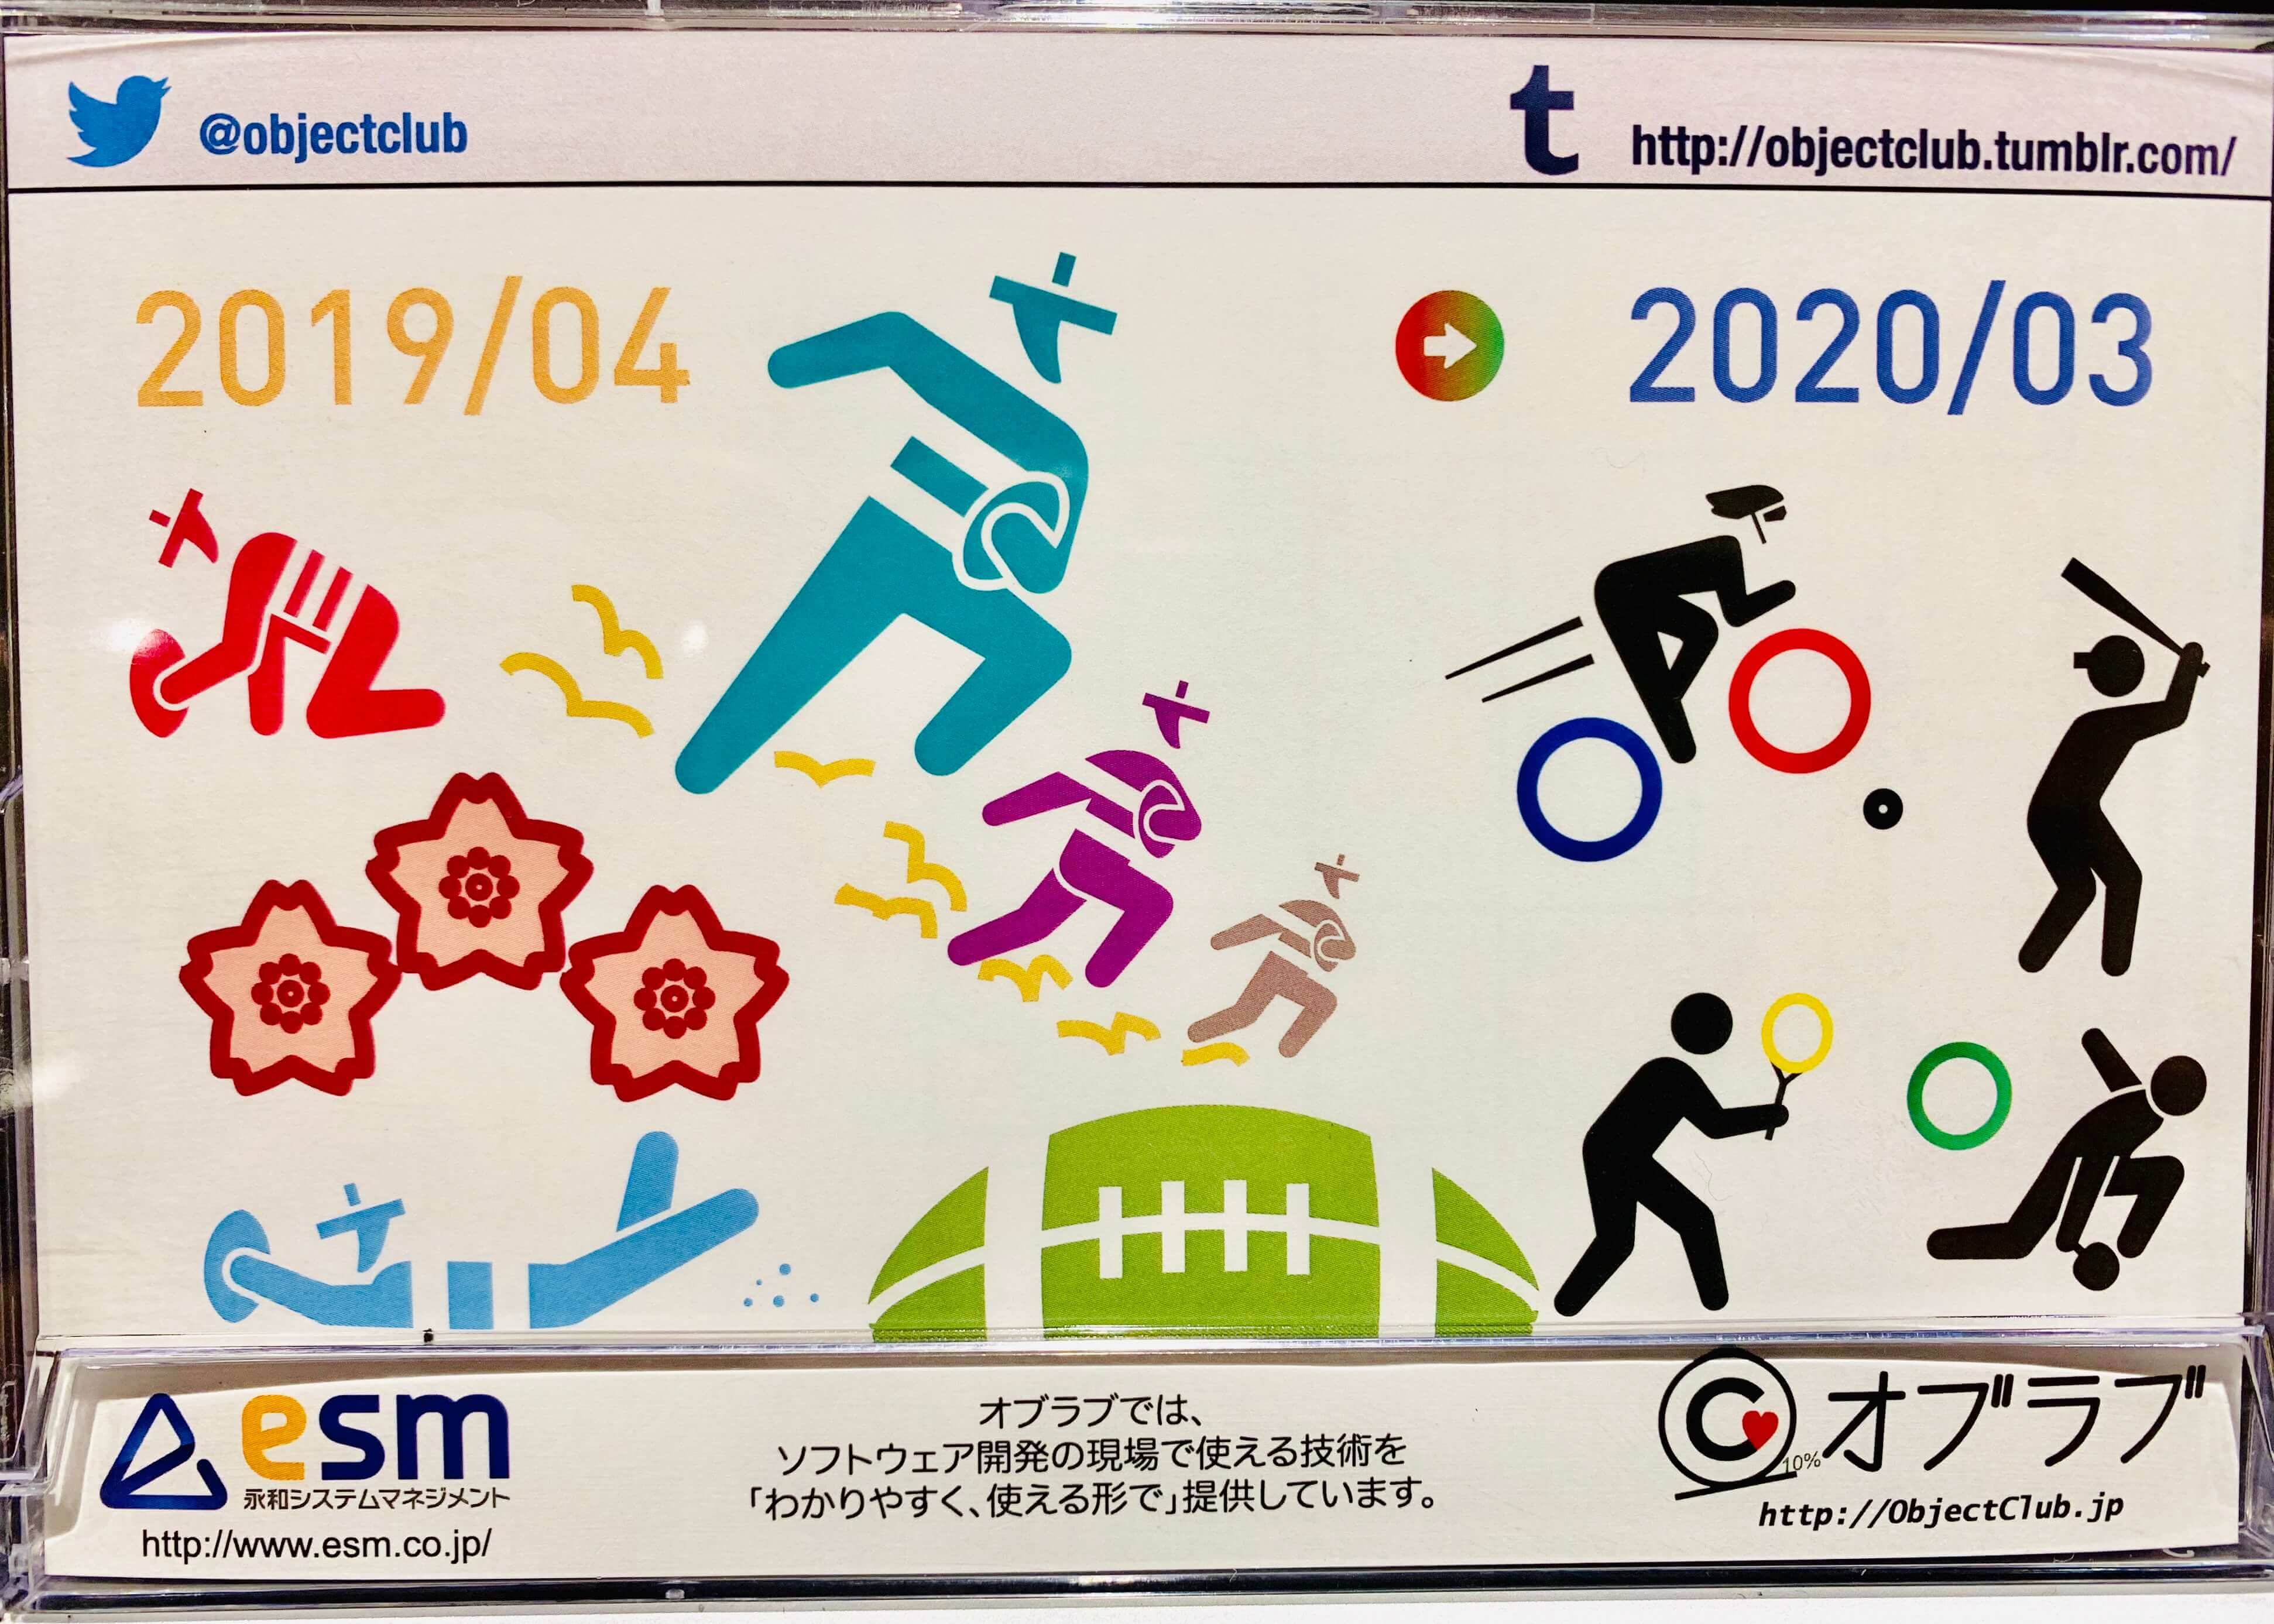 @objectclub
t http://objectclub.tumblr.com/
2019/04
2020/03
esm
永和システムマネジメント
http://www.esm.co.jp/
オブラブでは、
ソフトウェア開発の現場で使える技術を
「わかりやすく、使える形で」提供しています。
C 10% オブラブ
http://ObjectClub.jp